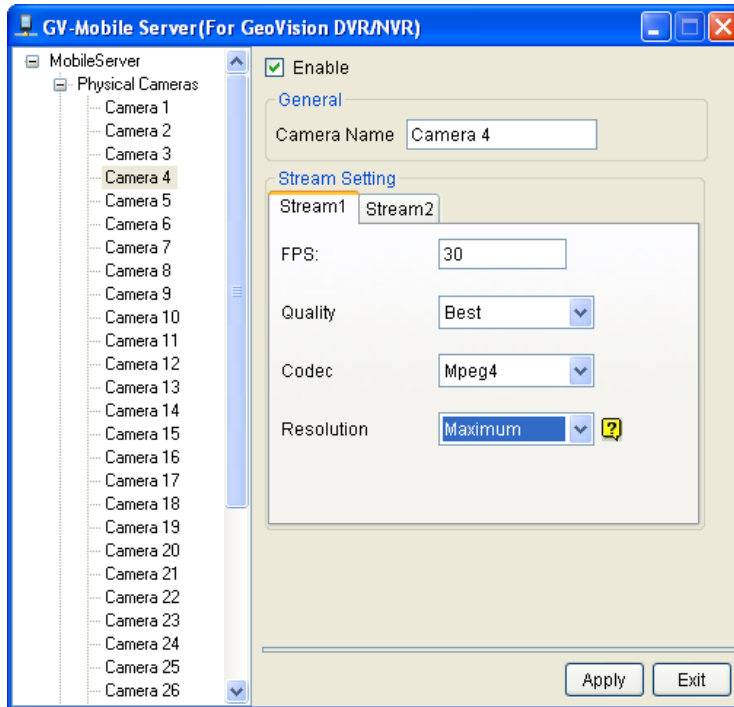 GV-Mobile Server(For GeoVision DVR/NVR)
MobileServer
Physical Cameras
Camera 1
Camera 2
Camera 3
Camera 4
Camera 5
Camera 6
Camera 7
Camera 8
Camera 9
Camera 10
Camera 11
Camera 12
Camera 13
Camera 14
Camera 15
Camera 16
Camera 17
Camera 18
Camera 19
Camera 20
Camera 21
Camera 22
Camera 23
Camera 24
Camera 25
Camera 26
Enable
General
Camera Name Camera 4
Stream Setting
Stream1 Stream2
FPS: 30
Quality Best
Codec Mpeg4
Resolution Maximum ?
Apply Exit